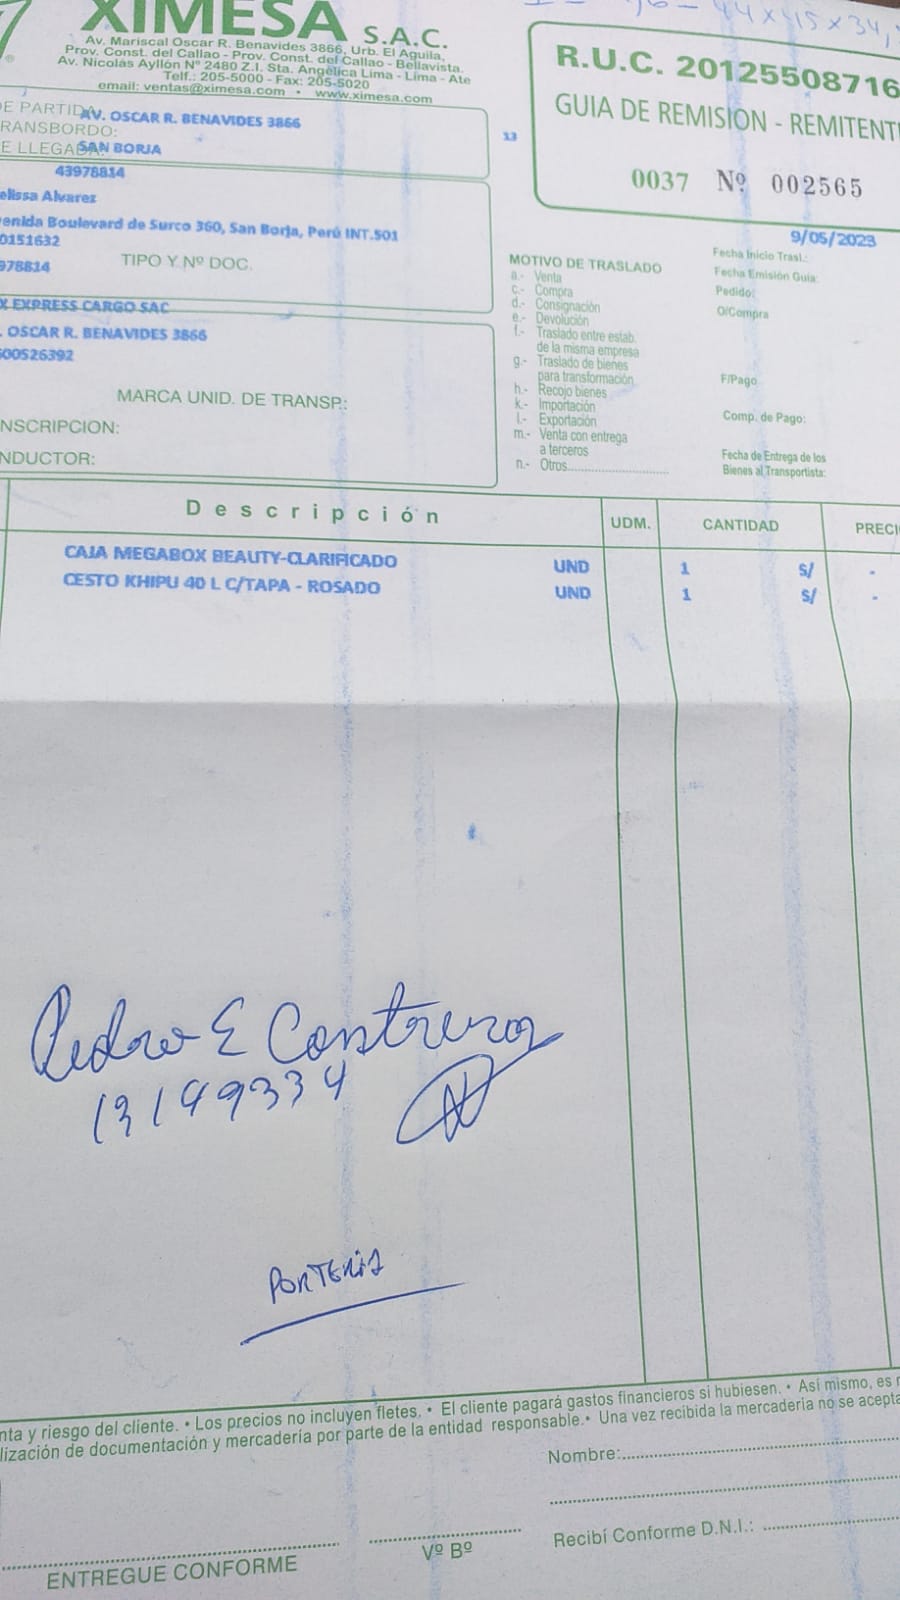 XIMESA S.A.C.
Av. Mariscal Oscar R. Benavides 3866, Urb. El Aguila,
Prov. Const. del Callao - Prov. Const. del Callao - Bellavista.
Av. Nicolás Ayllón Nº 2480 Z.I. Sta. Angélica Lima - Lima - Ate
Telf.: 205-5000 - Fax: 205-5020
email: ventas@ximesa.com • www.ximesa.com
44x45x34,
R.U.C. 20125508716
GUIA DE REMISION - REMITENT
0037 Nº 002565
13
E PARTIDA: AV. OSCAR R. BENAVIDES 3866
RANSBORDO:
E LLEGADA: SAN BORJA
43978814
elissa Alvarez
enida Boulevard de Surco 360, San Borja, Perú INT.501
0151632
978814 TIPO Y Nº DOC.
X EXPRESS CARGO SAC
. OSCAR R. BENAVIDES 3866
600526392
MARCA UNID. DE TRANSP.:
NSCRIPCION:
NDUCTOR:
MOTIVO DE TRASLADO
a.- Venta
c.- Compra
d.- Consignación
e.- Devolución
f.- Traslado entre estab.
de la misma empresa
g.- Traslado de bienes
para transformación
h.- Recojo bienes
k.- Importación
l.- Exportación
m.- Venta con entrega
a terceros
n.- Otros
9/05/2023
Fecha Inicio Trasl.:
Fecha Emisión Guia:
Pedido:
O/Compra
F/Pago
Comp. de Pago:
Fecha de Entrega de los
Bienes al Transportista:
Descripción UDM. CANTIDAD PRECI
CAJA MEGABOX BEAUTY-CLARIFICADO UND 1 S/ -
CESTO KHIPU 40 L C/TAPA - ROSADO UND 1 S/ -
Pedro E Contreras
13149334
PORTERIA
nta y riesgo del cliente. • Los precios no incluyen fletes. • El cliente pagará gastos financieros si hubiesen. • Así mismo, es
lización de documentación y mercadería por parte de la entidad responsable. • Una vez recibida la mercadería no se acepta
Nombre:
Recibí Conforme D.N.I.:
ENTREGUE CONFORME
Vº Bº